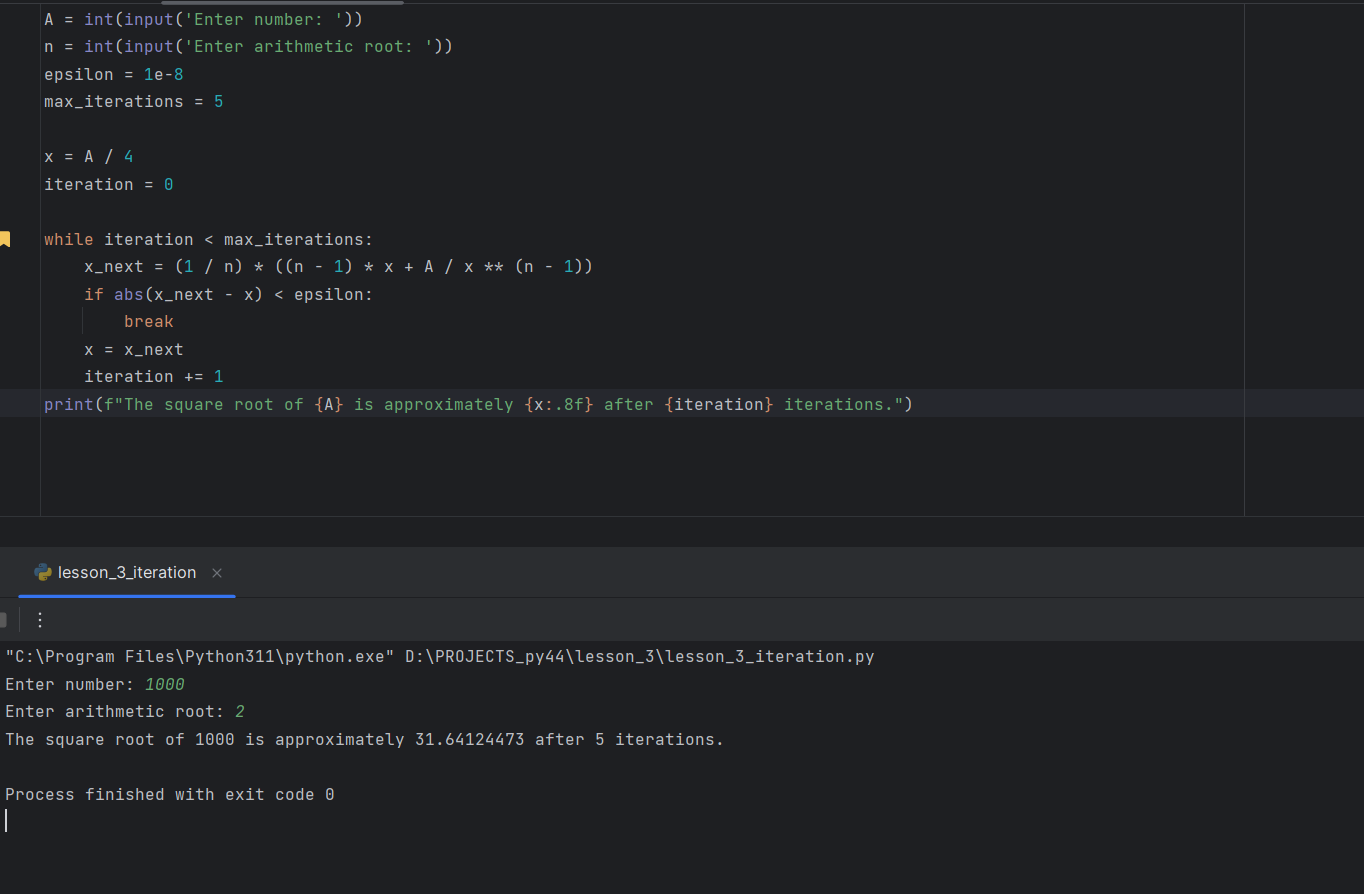 A = int(input('Enter number: '))
n = int(input('Enter arithmetic root: '))
epsilon = 1e-8
max_iterations = 5
x = A / 4
iteration = 0
while iteration < max_iterations:
    x_next = (1 / n) * ((n - 1) * x + A / x ** (n - 1))
    if abs(x_next - x) < epsilon:
        break
    x = x_next
    iteration += 1
print(f"The square root of {A} is approximately {x:.8f} after {iteration} iterations.")
lesson_3_iteration
"C:\Program Files\Python311\python.exe" D:\PROJECTS_py44\lesson_3\lesson_3_iteration.py
Enter number: 1000
Enter arithmetic root: 2
The square root of 1000 is approximately 31.64124473 after 5 iterations.
Process finished with exit code 0